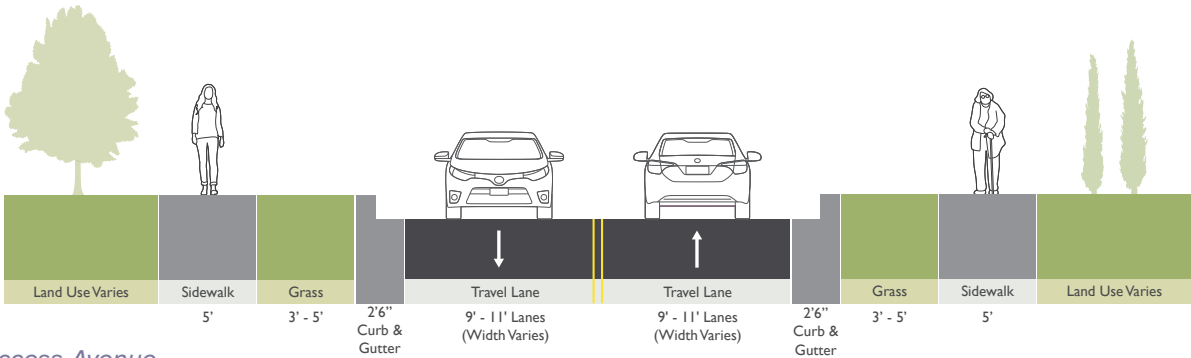 Land Use Varies
Sidewalk
Grass
Travel Lane
Travel Lane
Grass
Sidewalk
Land Use Varies
5'
3' - 5'
2'6"
Curb &
Gutter
9' - 11' Lanes
(Width Varies)
9' - 11' Lanes
(Width Varies)
2'6"
Curb &
Gutter
3' - 5'
5'
Avenue